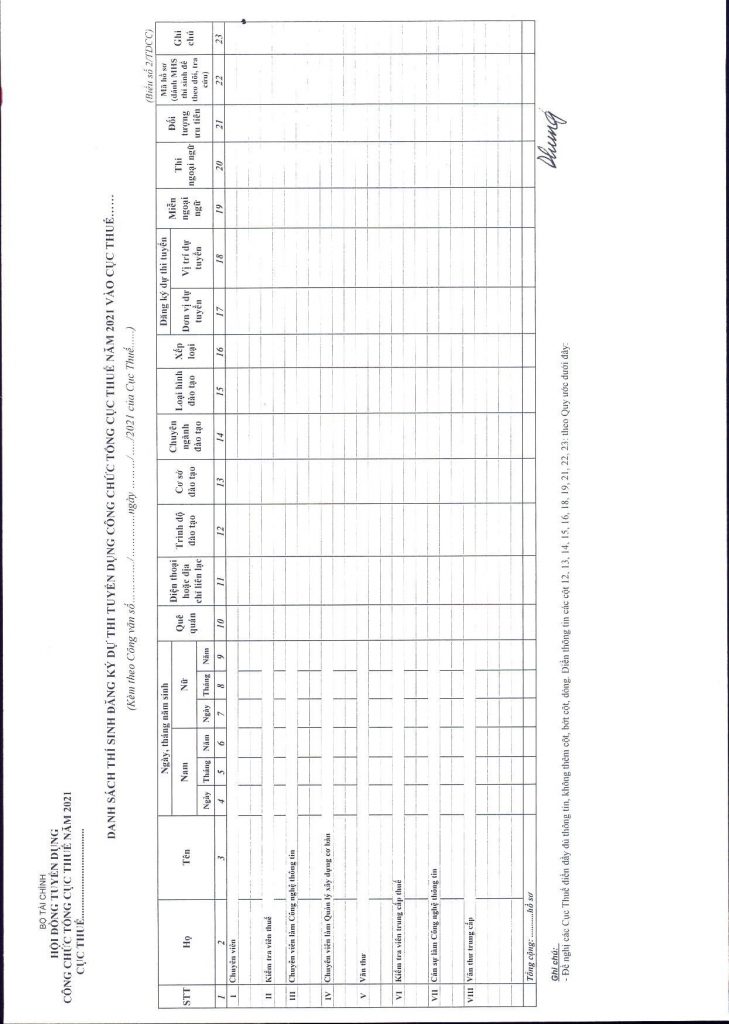 BỘ TÀI CHÍNH
HỘI ĐỒNG TUYỂN DỤNG
CÔNG CHỨC TỔNG CỤC THUẾ NĂM 2021
CỤC THUẾ..............................
(Biểu số 2/TDCC)
DANH SÁCH THÍ SINH ĐĂNG KÝ DỰ THI TUYỂN DỤNG CÔNG CHỨC TỔNG CỤC THUẾ NĂM 2021 VÀO CỤC THUẾ......
(Kèm theo Công văn số............/..............ngày ........./...../2021 của Cục Thuế......)
STT
Họ
Tên
Ngày, tháng năm sinh
Nam
Nữ
Ngày Tháng Năm Ngày Tháng Năm
Quê quán
Điện thoại hoặc địa chỉ liên lạc
Trình độ đào tạo
Cơ sở đào tạo
Chuyên ngành đào tạo
Loại hình đào tạo
Xếp loại
Đăng ký dự thi tuyển
Đơn vị dự tuyển
Vị trí dự tuyển
Miễn ngoại ngữ
Thi ngoại ngữ
Đối tượng ưu tiên
Mã hồ sơ (đánh MHS thí sinh để theo dõi, tra cứu)
Ghi chú
1 2 3 4 5 6 7 8 9 10 11 12 13 14 15 16 17 18 19 20 21 22 23
I Chuyên viên
II Kiểm tra viên thuế
III Chuyên viên làm Công nghệ thông tin
IV Chuyên viên làm Quản lý xây dựng cơ bản
V Văn thư
VI Kiểm tra viên trung cấp thuế
VII Cán sự làm Công nghệ thông tin
VIII Văn thư trung cấp
Tổng cộng: ..........hồ sơ
Ghi chú:
- Đề nghị các Cục Thuế điền đầy đủ thông tin, không thêm cột, bớt cột, dòng. Điền thông tin các cột 12, 13, 14, 15, 16, 18, 19, 21, 22, 23: theo Quy ước dưới đây: